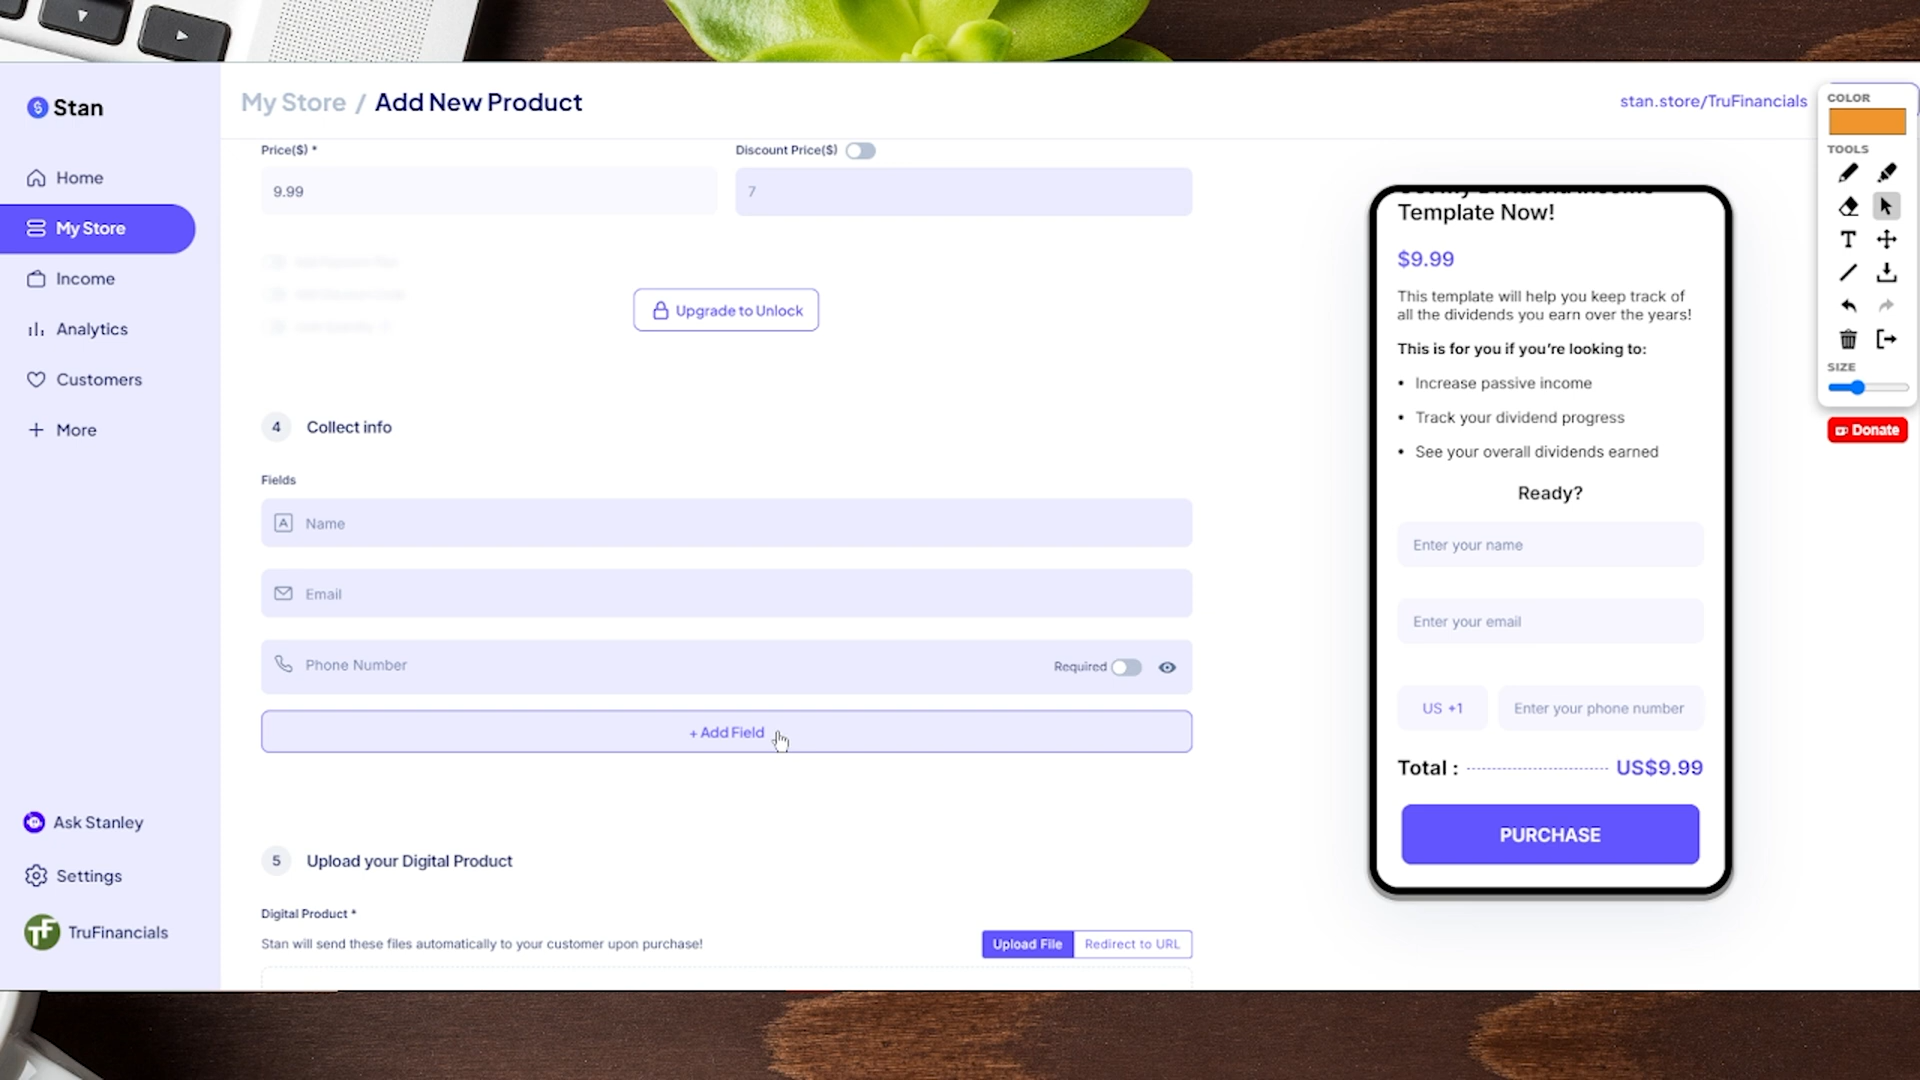 Stan
Home
My Store
Income
Analytics
Customers
More
Ask Stanley
Settings
TF
TruFinancials
My Store / Add New Product
stan.store/TruFinancials
Price($) *
9.99
Discount Price($)
7
Upgrade to Unlock
4 Collect info
Fields
A Name
Email
Phone Number
Required
+ Add Field
5 Upload your Digital Product
Digital Product *
Stan will send these files automatically to your customer upon purchase!
Upload File
Redirect to URL
Template Now!
$9.99
This template will help you keep track of
all the dividends you earn over the years!
This is for you if you’re looking to:
• Increase passive income
• Track your dividend progress
• See your overall dividends earned
Ready?
Enter your name
Enter your email
US +1
Enter your phone number
Total : US$9.99
PURCHASE
COLOR
TOOLS
T
SIZE
Donate